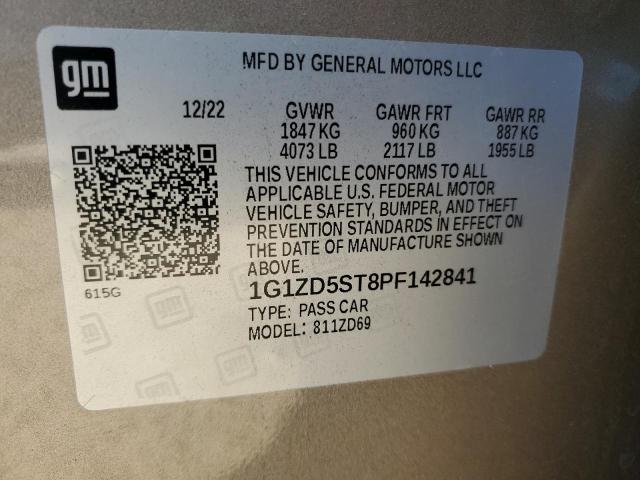 gm
MFD BY GENERAL MOTORS LLC
12/22 GVWR GAWR FRT GAWR RR
1847 KG 960 KG 887 KG
4073 LB 2117 LB 1955 LB
THIS VEHICLE CONFORMS TO ALL
APPLICABLE U.S. FEDERAL MOTOR
VEHICLE SAFETY, BUMPER, AND THEFT
PREVENTION STANDARDS IN EFFECT ON
THE DATE OF MANUFACTURE SHOWN
ABOVE.
615G
1G1ZD5ST8PF142841
TYPE: PASS CAR
MODEL: 811ZD69